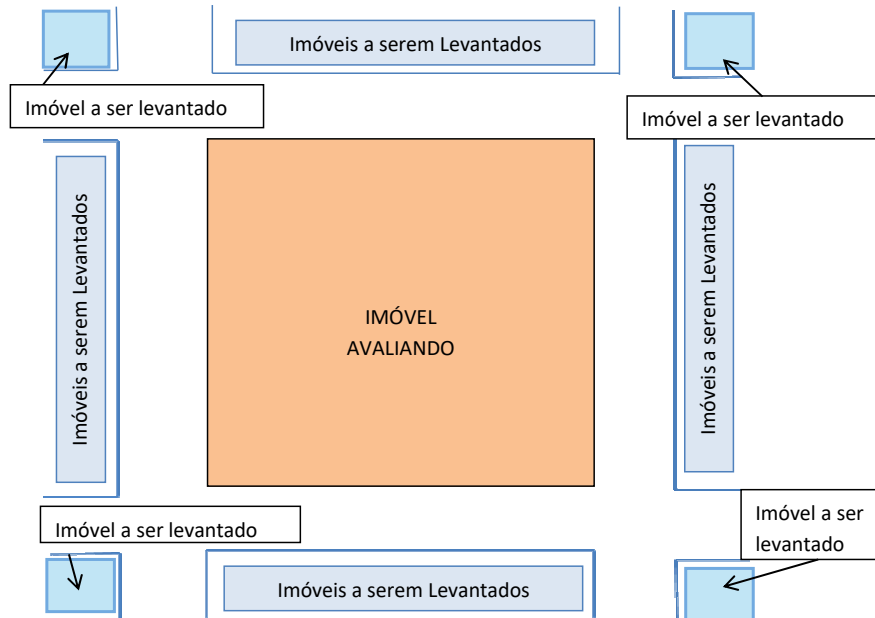 Imóveis a serem Levantados
Imóvel a ser levantado
Imóvel a ser levantado
Imóveis a serem Levantados
IMÓVEL
AVALIANDO
Imóveis a serem Levantados
Imóvel a ser levantado
Imóvel a ser
levantado
Imóveis a serem Levantados